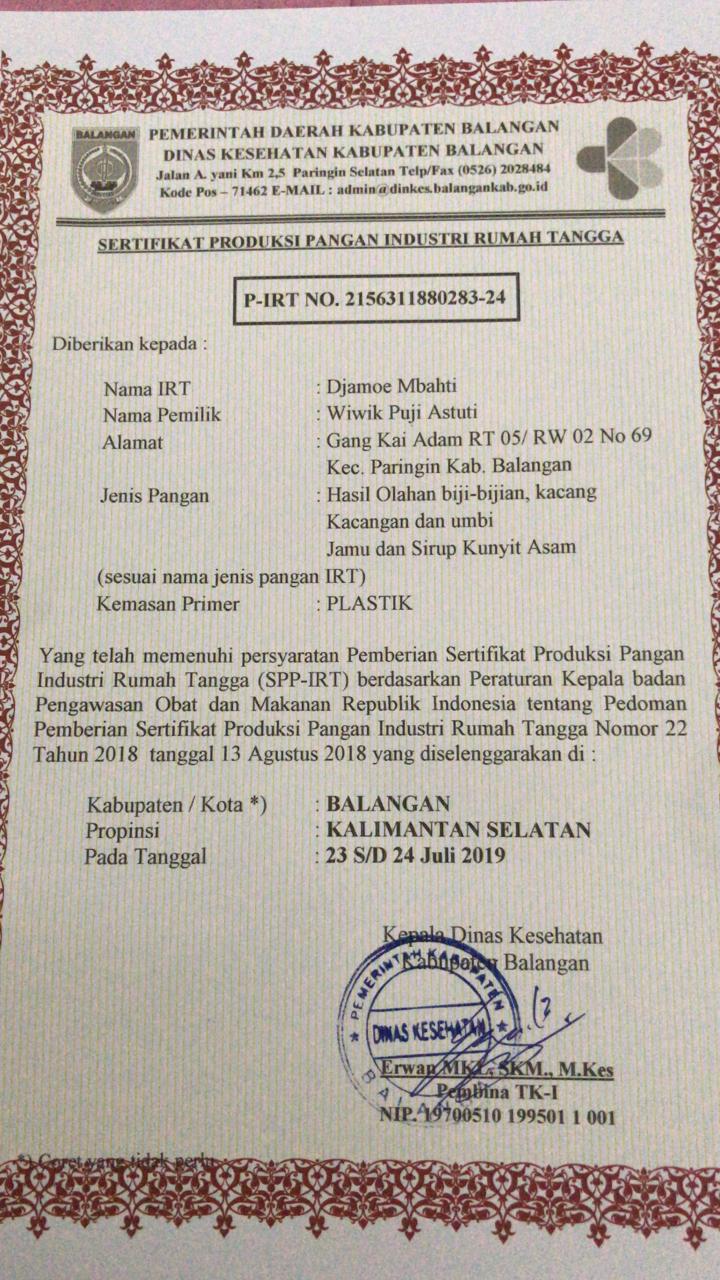 BALANGAN
PEMERINTAH DAERAH KABUPATEN BALANGAN
DINAS KESEHATAN KABUPATEN BALANGAN
Jalan A. yani Km 2,5 Paringin Selatan Telp/Fax (0526) 2028484
Kode Pos – 71462 E-MAIL : admin@dinkes.balangankab.go.id
SERTIFIKAT PRODUKSI PANGAN INDUSTRI RUMAH TANGGA
P-IRT NO. 2156311880283-24
Diberikan kepada :
Nama IRT : Djamoe Mbahti
Nama Pemilik : Wiwik Puji Astuti
Alamat : Gang Kai Adam RT 05/ RW 02 No 69
Kec. Paringin Kab. Balangan
Jenis Pangan : Hasil Olahan biji-bijian, kacang
Kacangan dan umbi
Jamu dan Sirup Kunyit Asam
(sesuai nama jenis pangan IRT)
Kemasan Primer : PLASTIK
Yang telah memenuhi persyaratan Pemberian Sertifikat Produksi Pangan
Industri Rumah Tangga (SPP-IRT) berdasarkan Peraturan Kepala badan
Pengawasan Obat dan Makanan Republik Indonesia tentang Pedoman
Pemberian Sertifikat Produksi Pangan Industri Rumah Tangga Nomor 22
Tahun 2018 tanggal 13 Agustus 2018 yang diselenggarakan di :
Kabupaten / Kota *) : BALANGAN
Propinsi : KALIMANTAN SELATAN
Pada Tanggal : 23 S/D 24 Juli 2019
Kepala Dinas Kesehatan
Kabupaten Balangan
PEMERINTAH KABUPATEN
DINAS KESEHATAN
Erwan MKL, SKM., M.Kes
Pembina TK-I
NIP. 19700510 199501 1 001
*) Coret yang tidak perlu